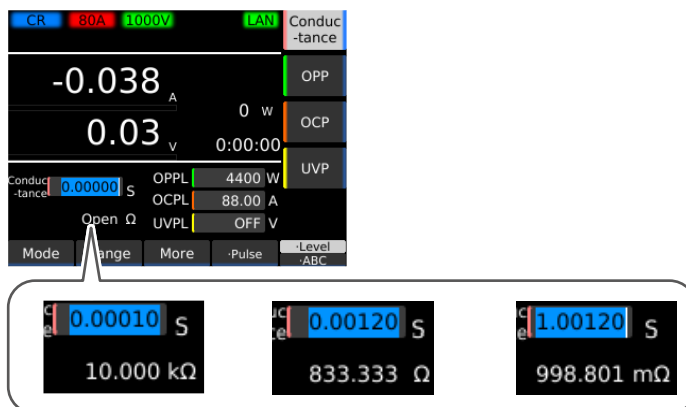 CR 80A 1000V LAN Conduc
-tance
-0.038 A
OPP
0 W
0.03 V
0:00:00
OCP
UVP
Conduc
-tance 0.00000 S
Open Ω
OPPL 4400 W
OCPL 88.00 A
UVPL OFF V
Mode Range More ·Pulse ·Level
·ABC
0.00010 S
10.000 kΩ
0.00120 S
833.333 Ω
1.00120 S
998.801 mΩ